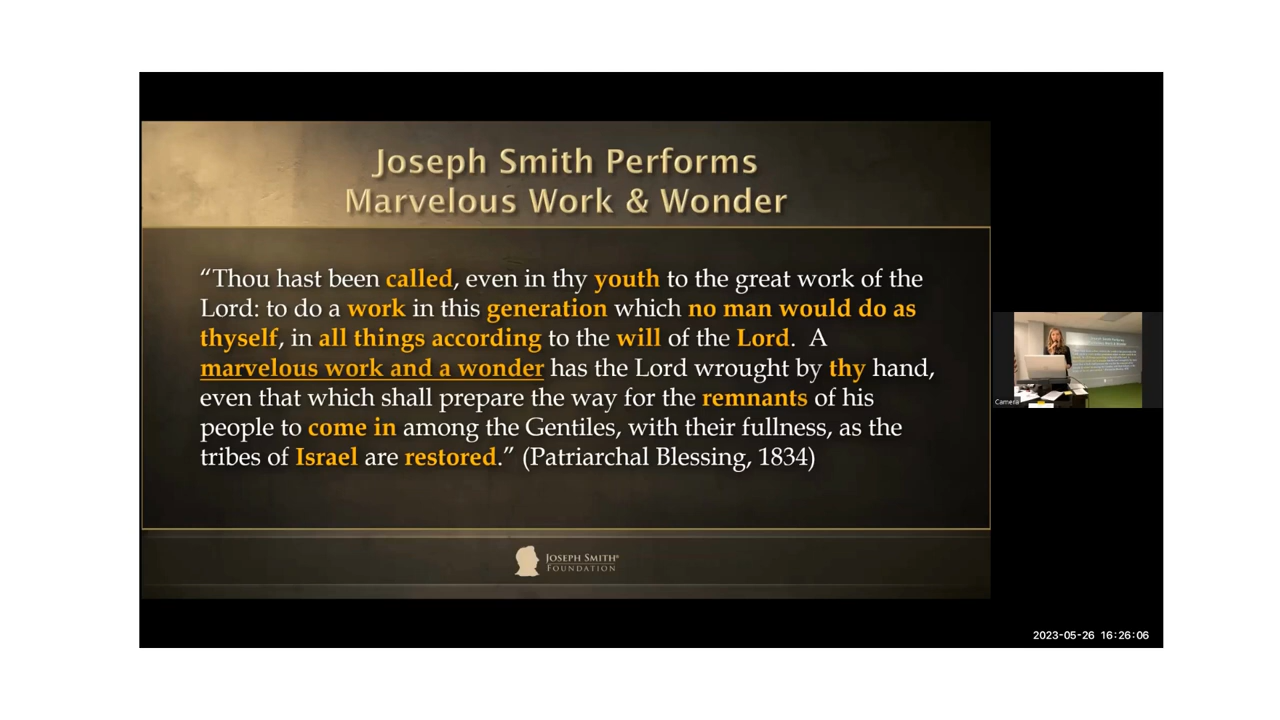 Joseph Smith Performs
Marvelous Work & Wonder
“Thou hast been called, even in thy youth to the great work of the
Lord: to do a work in this generation which no man would do as
thyself, in all things according to the will of the Lord.  A
marvelous work and a wonder has the Lord wrought by thy hand,
even that which shall prepare the way for the remnants of his
people to come in among the Gentiles, with their fullness, as the
tribes of Israel are restored.” (Patriarchal Blessing, 1834)
JOSEPH SMITH®
FOUNDATION
Camera
2023-05-26 16:26:06